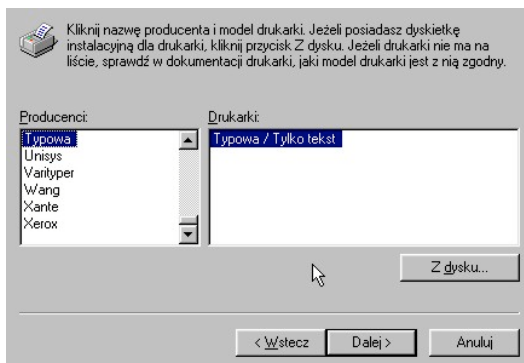 Kliknij nazwę producenta i model drukarki. Jeżeli posiadasz dyskietkę
instalacyjną dla drukarki, kliknij przycisk Z dysku. Jeżeli drukarki nie ma na
liście, sprawdź w dokumentacji drukarki, jaki model drukarki jest z nią zgodny.
Producenci:
Drukarki:
Typowa
Unisys
Varityper
Wang
Xante
Xerox
Typowa / Tylko tekst
Z dysku...
< Wstecz
Dalej >
Anuluj